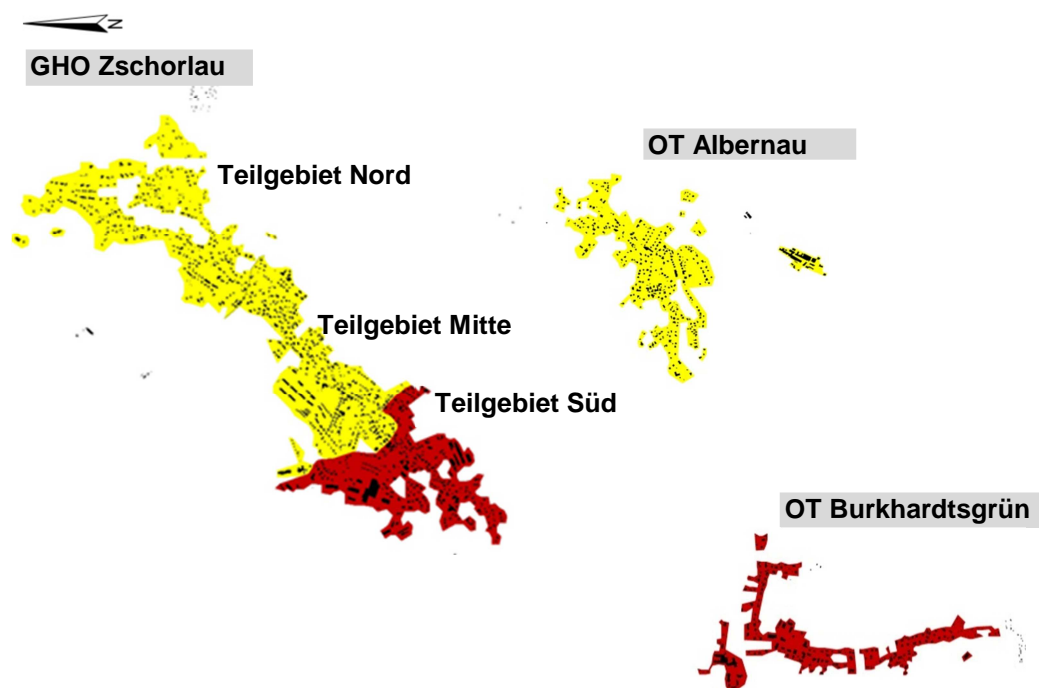 N
GHO Zschorlau
OT Albernau
Teilgebiet Nord
Teilgebiet Mitte
Teilgebiet Süd
OT Burkhardtsgrün